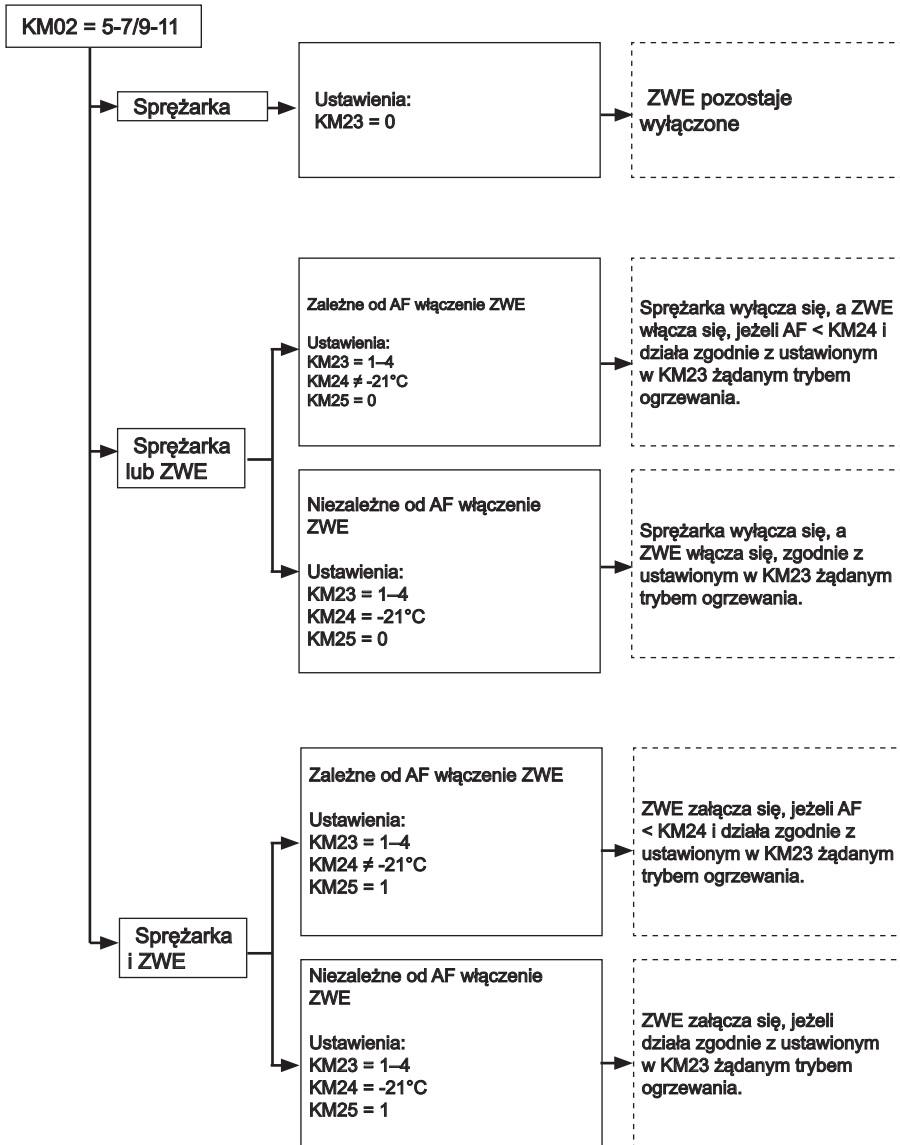 KM02 = 5-7/9-11
Sprężarka
Ustawienia:
KM23 = 0
ZWE pozostaje
wyłączone
Sprężarka
lub ZWE
Zależne od AF włączenie ZWE
Ustawienia:
KM23 = 1–4
KM24 ≠ -21°C
KM25 = 0
Sprężarka wyłącza się, a ZWE
włącza się, jeżeli AF < KM24 i
działa zgodnie z ustawionym
w KM23 żądanym trybem
ogrzewania.
Niezależne od AF włączenie
ZWE
Ustawienia:
KM23 = 1–4
KM24 = -21°C
KM25 = 0
Sprężarka wyłącza się, a
ZWE włącza się, zgodnie z
ustawionym w KM23 żądanym
trybem ogrzewania.
Sprężarka
i ZWE
Zależne od AF włączenie ZWE
Ustawienia:
KM23 = 1–4
KM24 ≠ -21°C
KM25 = 1
ZWE załącza się, jeżeli AF
< KM24 i działa zgodnie z
ustawionym w KM23 żądanym
trybem ogrzewania.
Niezależne od AF włączenie
ZWE
Ustawienia:
KM23 = 1–4
KM24 = -21°C
KM25 = 1
ZWE załącza się, jeżeli
działa zgodnie z ustawionym
w KM23 żądanym trybem
ogrzewania.